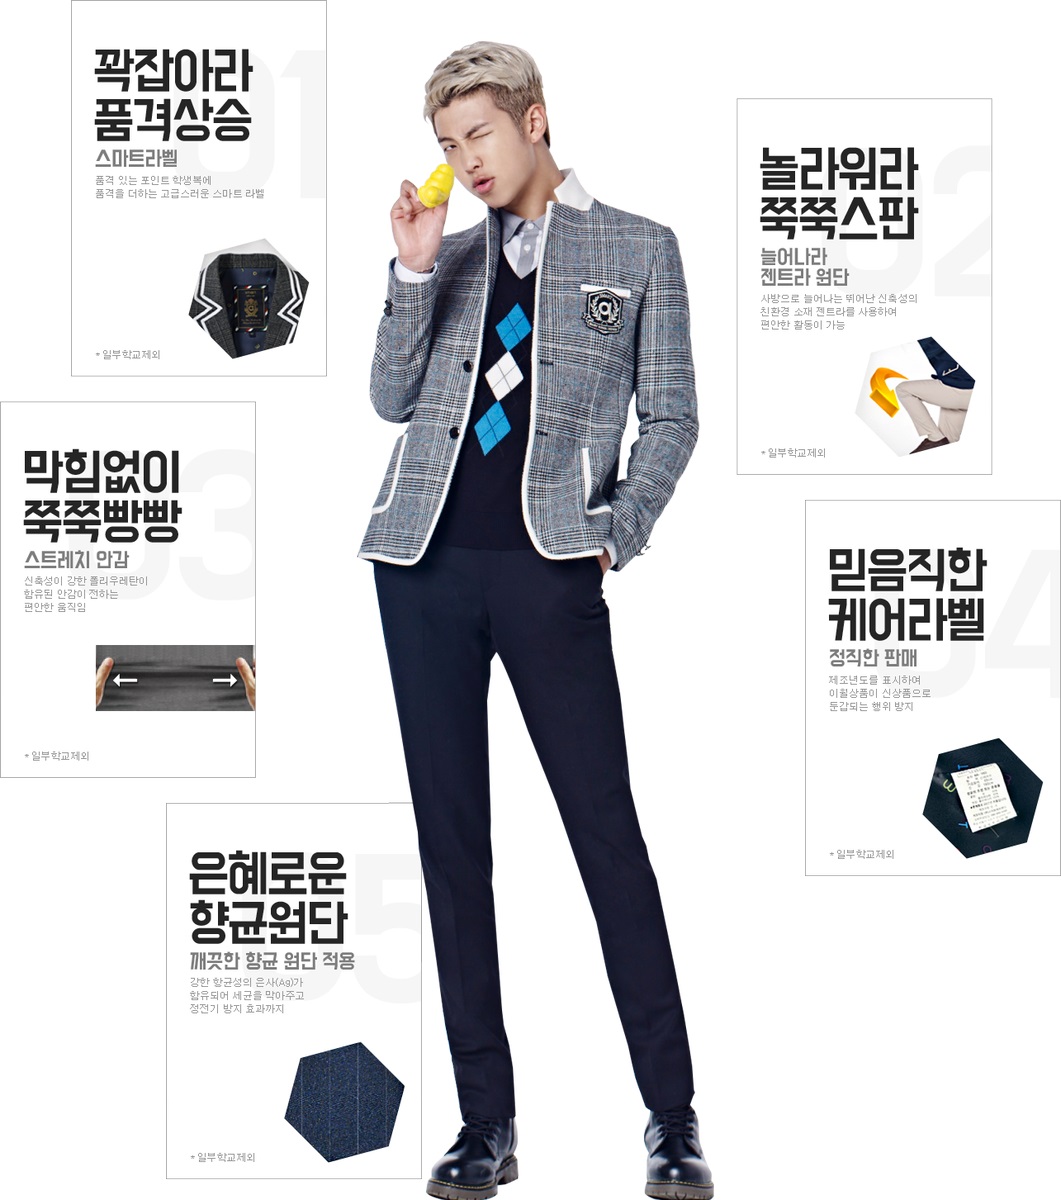 01
꽉잡아라
품격상승
스마트라벨
품격 있는 포인트 학생복에
품격을 더하는 고급스러운 스마트 라벨
*일부학교제외
02
놀라워라
쭉쭉스판
늘어나라
젠트라 원단
사방으로 늘어나는 뛰어난 신축성의
친환경 소재 젠트라를 사용하여
편안한 활동이 가능
*일부학교제외
03
막힘없이
쭉쭉빵빵
스트레치 안감
신축성이 강한 폴리우레탄이
함유된 안감이 전하는
편안한 움직임
*일부학교제외
04
믿음직한
케어라벨
정직한 판매
제조년도를 표시하여
이월상품이 신상품으로
둔갑되는 행위 방지
*일부학교제외
05
은혜로운
향균원단
깨끗한 향균 원단 적용
강한 항균성의 은사(Ag)가
함유되어 세균을 막아주고
정전기 방지 효과까지
*일부학교제외